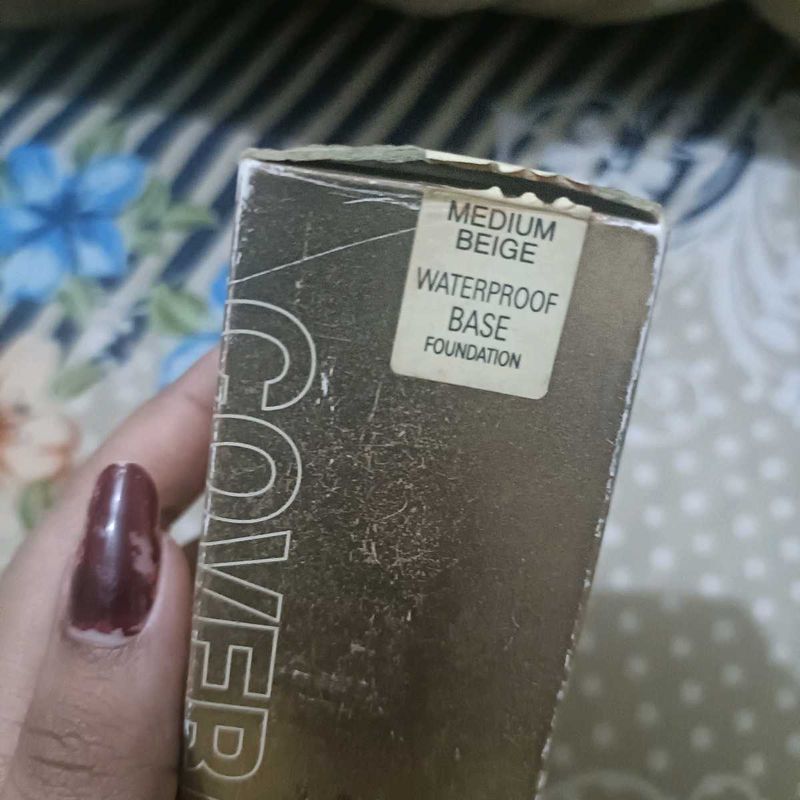 MEDIUM
BEIGE
WATERPROOF
BASE
FOUNDATION
COVER